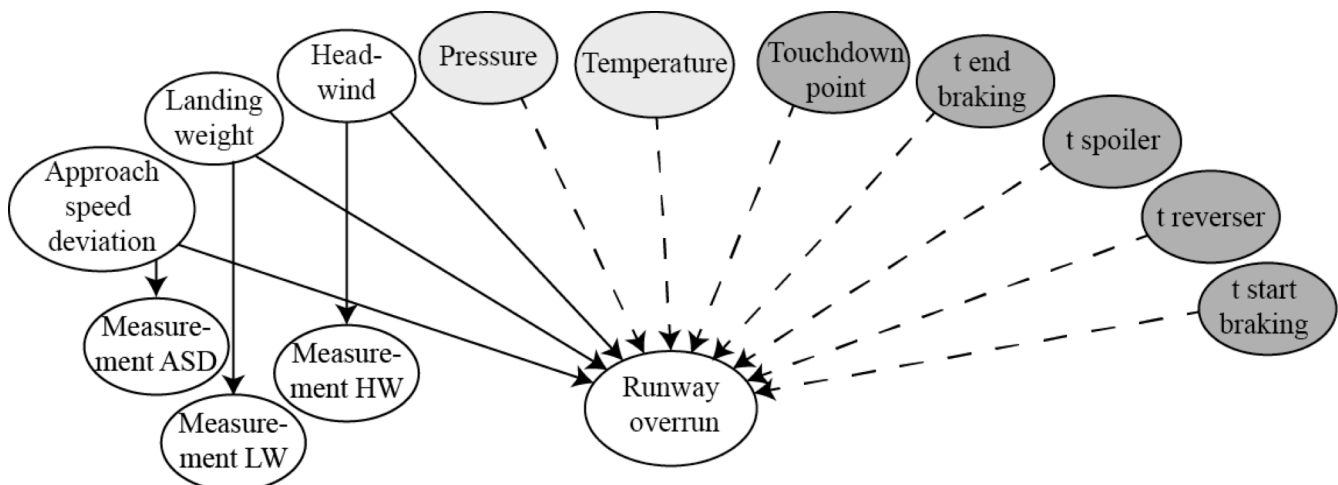 Head-
wind
Pressure
Temperature
Touchdown
point
t end
braking
Landing
weight
t spoiler
Approach
speed
deviation
t reverser
t start
braking
Measure-
ment ASD
Measure-
ment HW
Runway
overrun
Measure-
ment LW